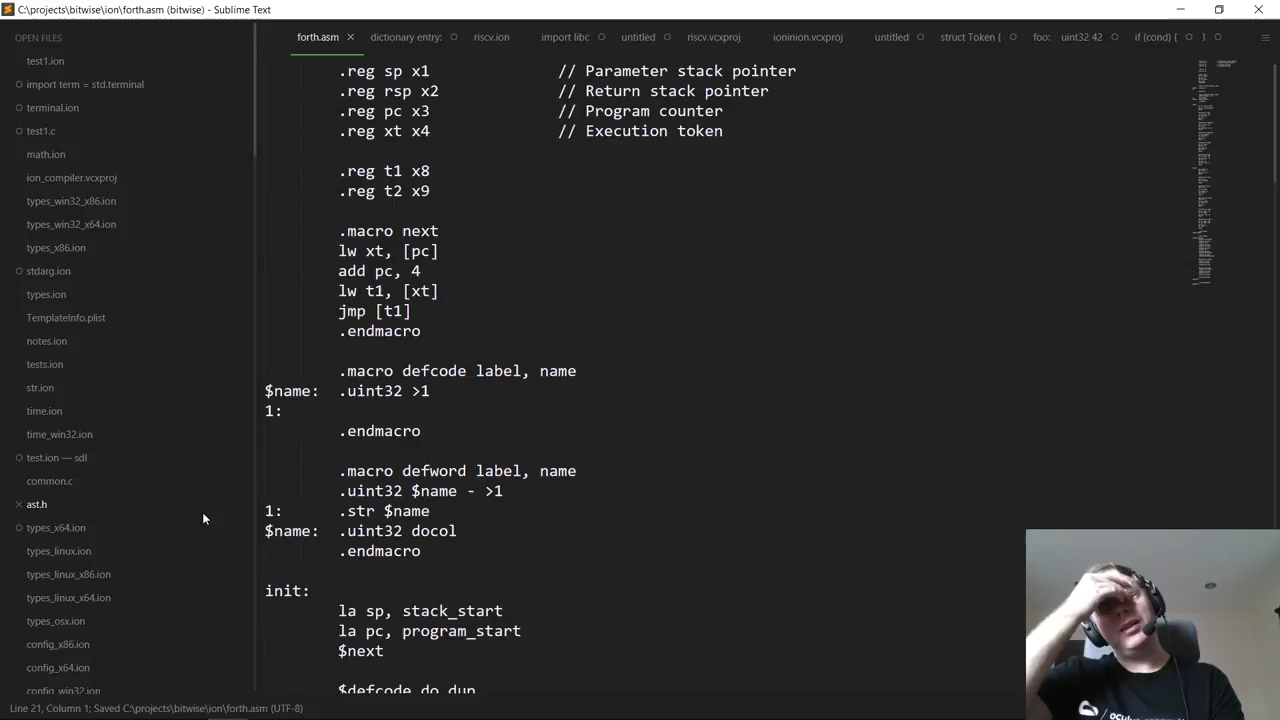 C:\projects\bitwise\ion\forth.asm (bitwise) - Sublime Text
OPEN FILES
test1.ion
import term = std.terminal
terminal.ion
test1.c
math.ion
ion_compiler.vcxproj
types_win32_x86.ion
types_win32_x64.ion
types_x86.ion
stdarg.ion
types.ion
TemplateInfo.plist
notes.ion
tests.ion
str.ion
time.ion
time_win32.ion
test.ion — sdl
common.c
ast.h
types_x64.ion
types_linux.ion
types_linux_x86.ion
types_linux_x64.ion
types_osx.ion
config_x86.ion
config_x64.ion
config_win32.ion
forth.asm
dictionary entry:
riscv.ion
import libc
untitled
riscv.vcxproj
ioninion.vcxproj
untitled
struct Token {
foo:   uint32 42
if (cond) {
3
.reg sp x1 // Parameter stack pointer
.reg rsp x2 // Return stack pointer
.reg pc x3 // Program counter
.reg xt x4 // Execution token
.reg t1 x8
.reg t2 x9
.macro next
lw xt, [pc]
add pc, 4
lw t1, [xt]
jmp [t1]
.endmacro
.macro defcode label, name
$name: .uint32 >1
1:
.endmacro
.macro defword label, name
.uint32 $name - >1
1: .str $name
$name: .uint32 docol
.endmacro
init:
la sp, stack_start
la pc, program_start
$next
$defcode do_dup
Line 21, Column 1; Saved C:\projects\bitwise\ion\forth.asm (UTF-8)